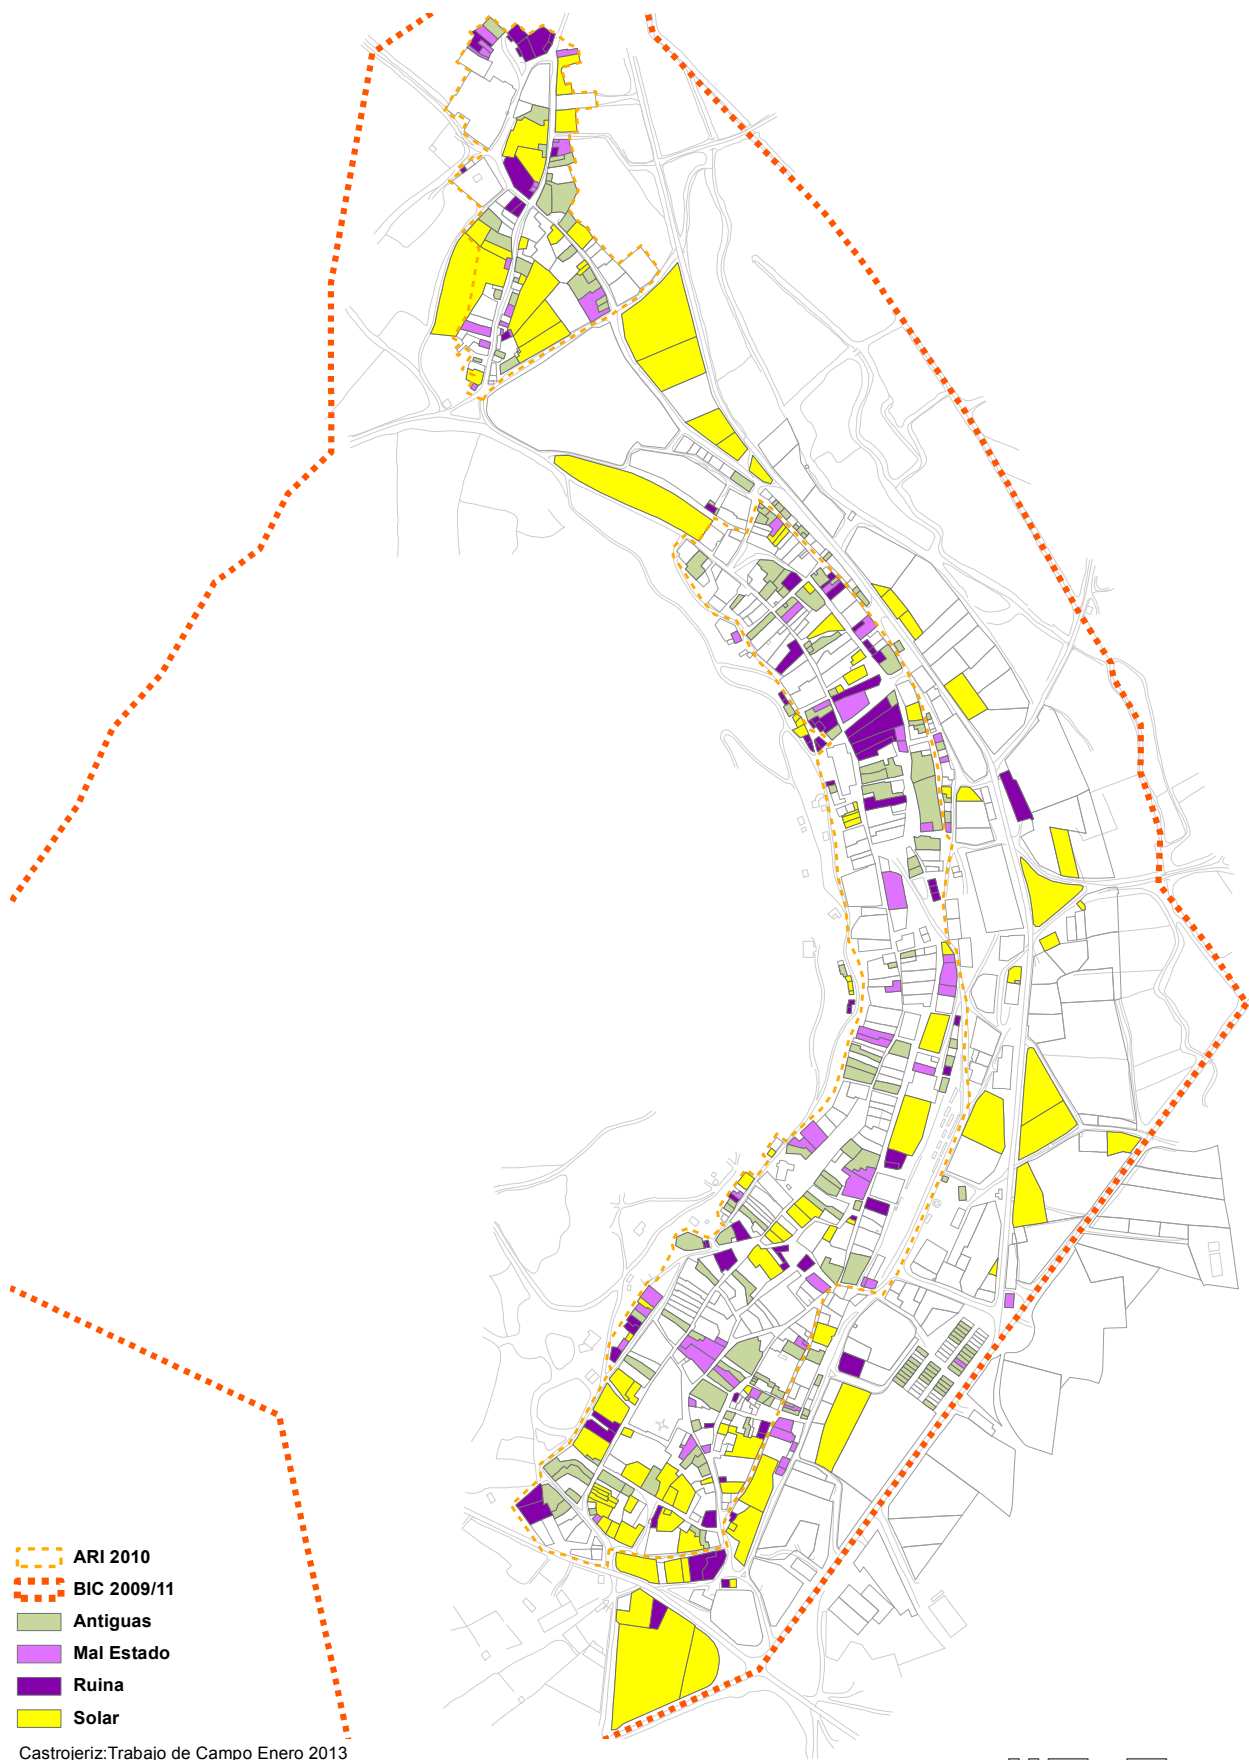 ARI 2010
BIC 2009/11
Antiguas
Mal Estado
Ruina
Solar
Castrojeriz:Trabajo de Campo Enero 2013